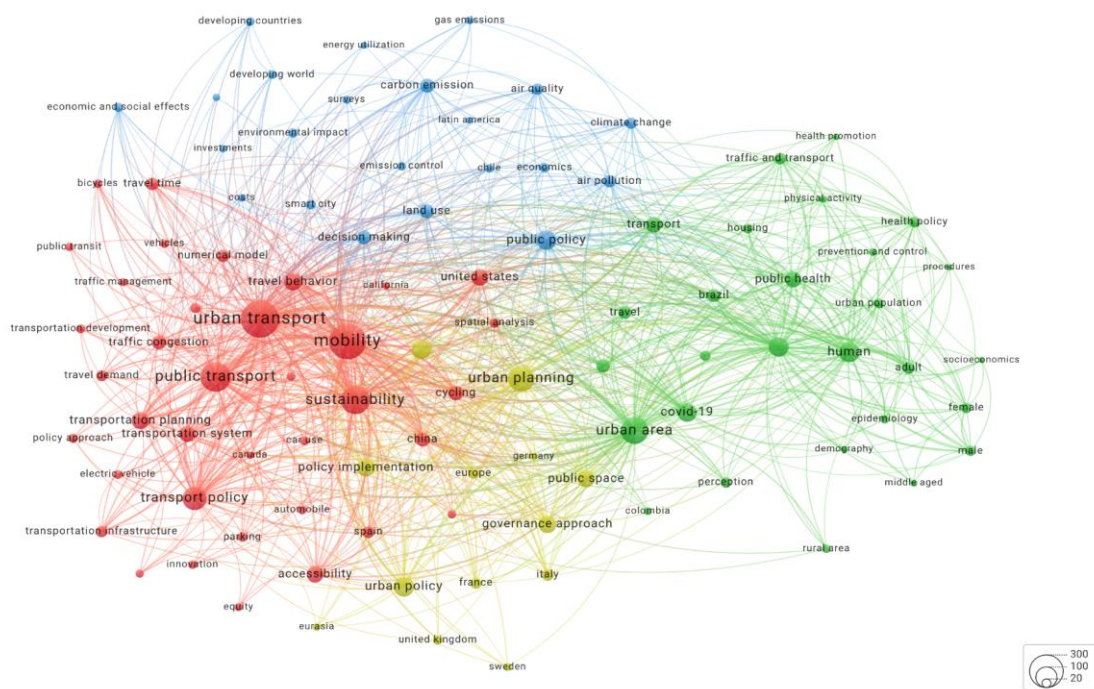 developing countries
gas emissions
energy utilization
developing world
carbon emission
air quality
economic and social effects
surveys
latin america
climate change
environmental impact
health promotion
investments
emission control
chile
economics
traffic and transport
bicycles
travel time
air pollution
physical activity
costs
smart city
land use
transport
housing
health policy
public transit
vehicles
decision making
public policy
numerical model
prevention and control
traffic management
travel behavior
california
united states
public health
procedures
brazil
urban population
urban transport
spatial analysis
travel
transportation development
traffic congestion
mobility
human
socioeconomics
travel demand
public transport
urban planning
adult
sustainability
cycling
covid-19
transportation planning
urban area
epidemiology
female
policy approach
transportation system
china
car use
canada
germany
demography
male
electric vehicle
policy implementation
europe
public space
perception
middle aged
transport policy
automobile
colombia
transportation infrastructure
parking
spain
governance approach
rural area
innovation
accessibility
urban policy
france
italy
equity
eurasia
united kingdom
sweden
300
100
20